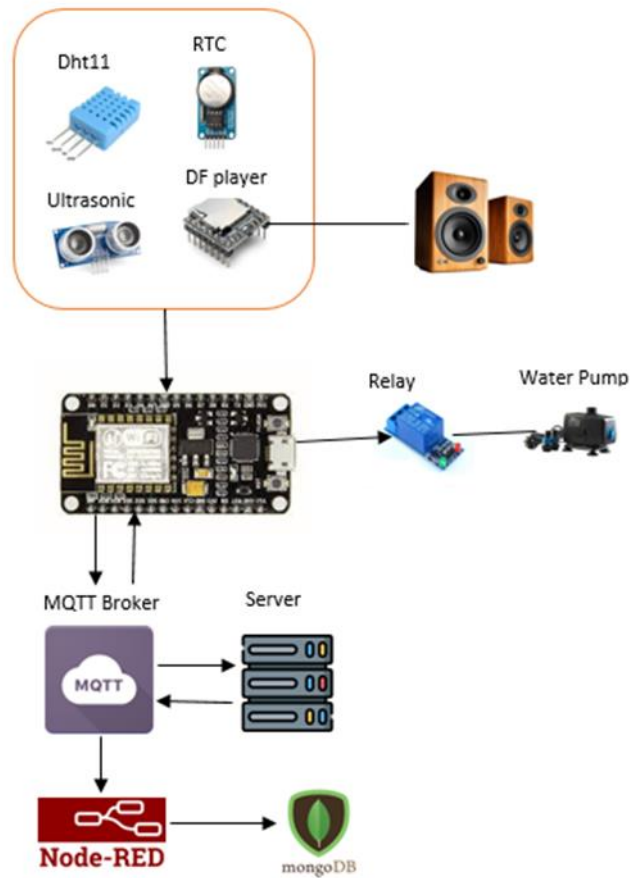 RTC
Dht11
DF player
Ultrasonic
Relay
Water Pump
MQTT Broker
Server
MQTT
Node-RED
mongoDB